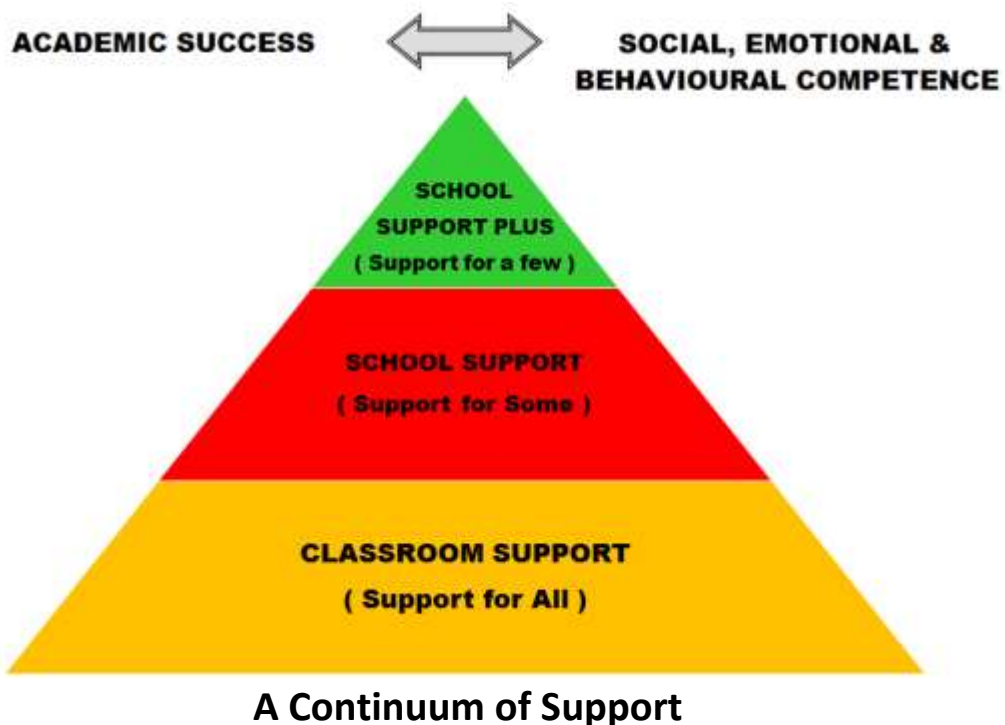 ACADEMIC SUCCESS
SOCIAL, EMOTIONAL &
BEHAVIOURAL COMPETENCE
SCHOOL
SUPPORT PLUS
( Support for a few )
SCHOOL SUPPORT
( Support for Some )
CLASSROOM SUPPORT
( Support for All )
A Continuum of Support